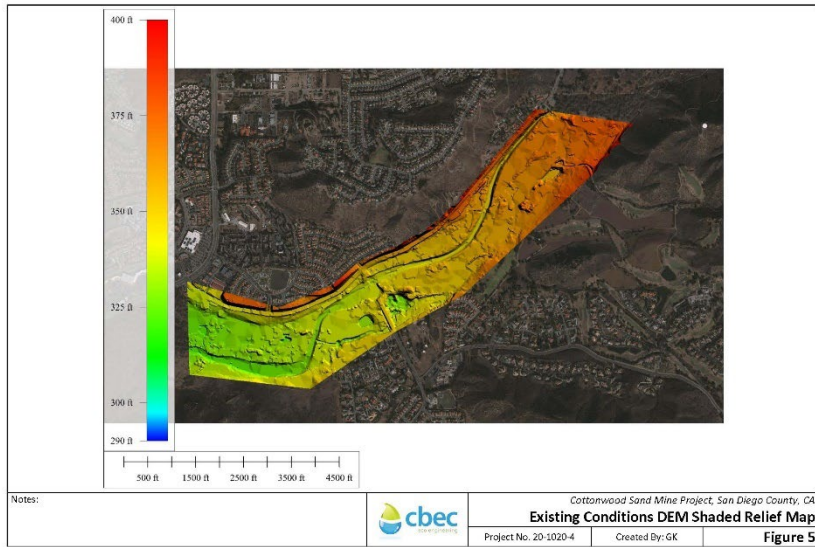 400 ft
375 ft
350 ft
325 ft
300 ft
290 ft
500 ft 1500 ft 2500 ft 3500 ft 4500 ft
Notes:
cbec
eco engineering
Cottonwood Sand Mine Project, San Diego County, CA
Existing Conditions DEM Shaded Relief Map
Project No. 20-1020-4
Created By: GK
Figure 5